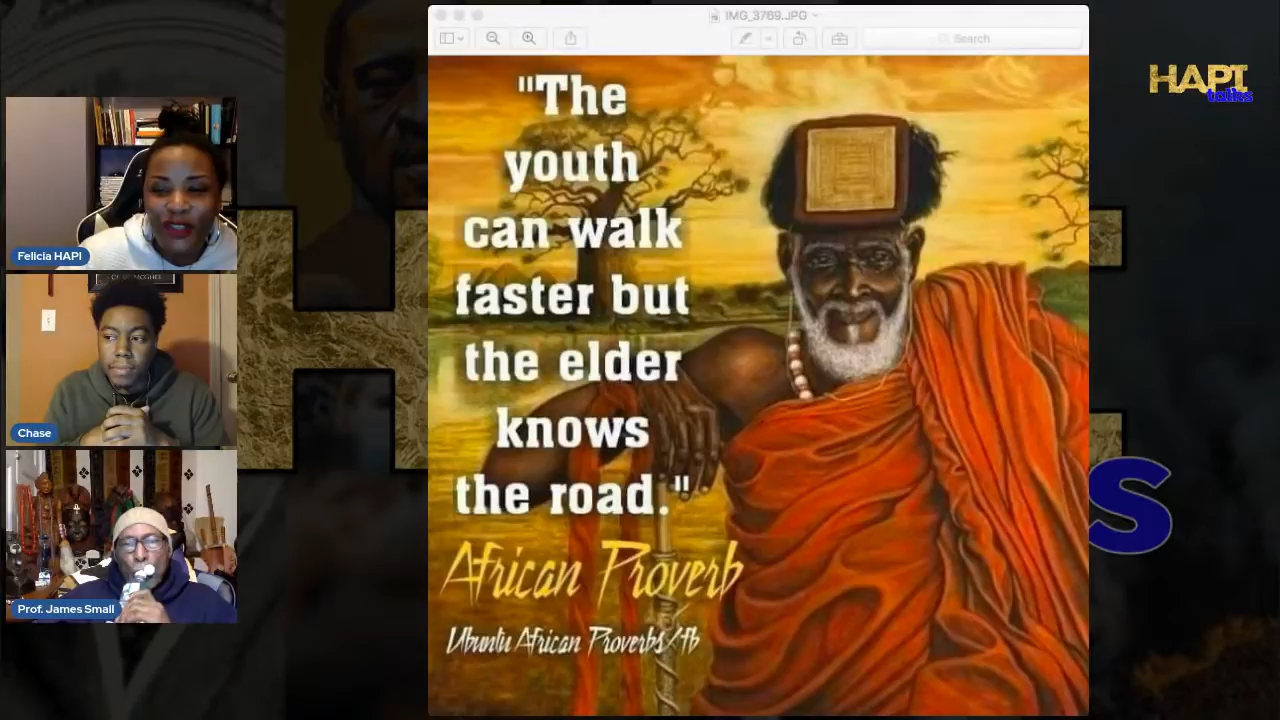 IMG_3769.JPG
Search
HAPI
talks
"The
youth
can walk
faster but
the elder
knows
the road."
African Proverb
Ubuntu African Proverbs/fb
Felicia HAPI
Chase
Prof. James Small
H
S